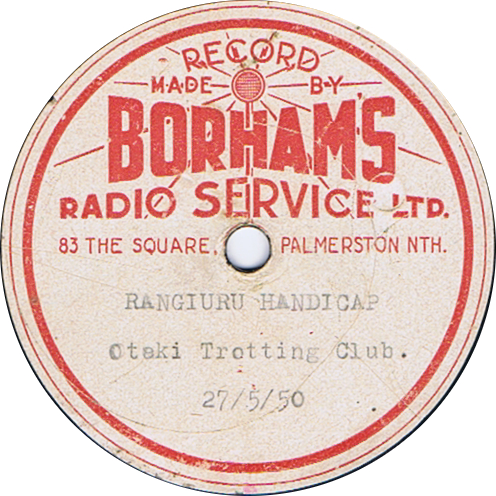 RECORD
MADE BY
BORHAM'S
RADIO SERVICE LTD.
83 THE SQUARE, PALMERSTON NTH.
RANGIURU HANDICAP
Otaki Trotting Club.
27/5/50